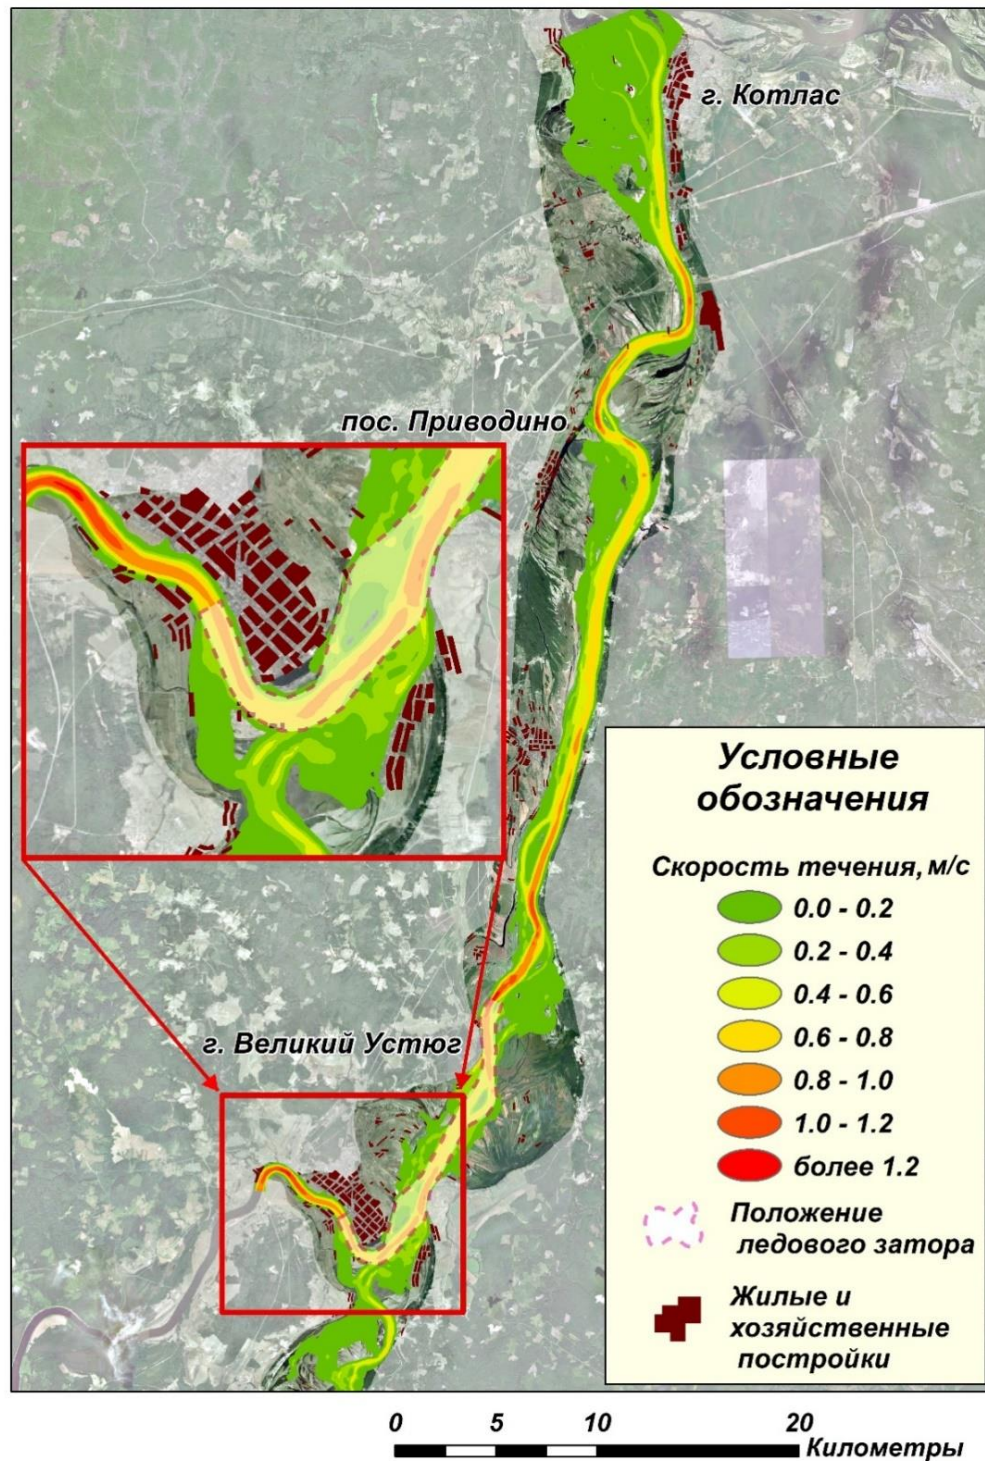 г. Котлас
пос. Приводино
г. Великий Устюг
Условные
обозначения
Скорость течения, м/с
0.0 - 0.2
0.2 - 0.4
0.4 - 0.6
0.6 - 0.8
0.8 - 1.0
1.0 - 1.2
более 1.2
Положение
ледового затора
Жилые и
хозяйственные
постройки
0 5 10 20
Километры